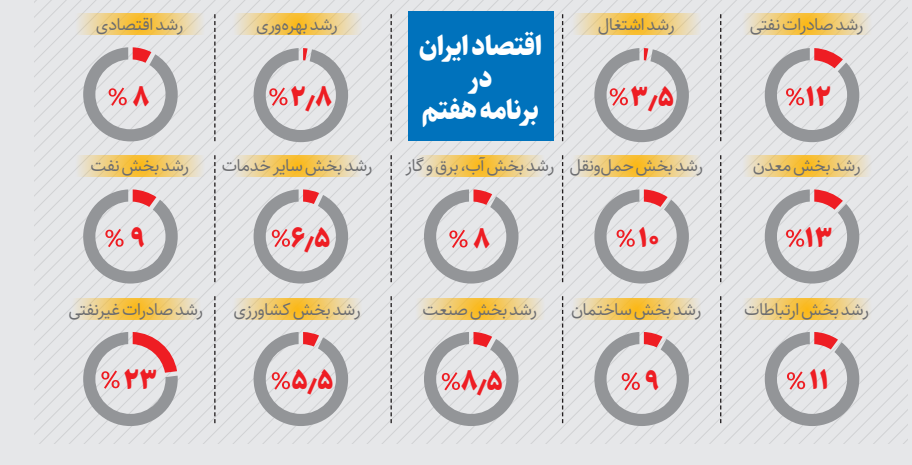 اقتصاد ایران
در
برنامه هفتم
رشد صادرات نفتی
%۱۲
رشد اشتغال
%۳٫۵
رشد بهره‌وری
%۲٫۸
رشد اقتصادی
% ۸
رشد بخش معدن
%۱۳
رشد بخش حمل‌ونقل
%۱۰
رشد بخش آب، برق و گاز
% ۸
رشد بخش سایر خدمات
%۶٫۵
رشد بخش نفت
% ۹
رشد بخش ارتباطات
%۱۱
رشد بخش ساختمان
% ۹
رشد بخش صنعت
%۸٫۵
رشد بخش کشاورزی
%۵٫۵
رشد صادرات غیرنفتی
%۲۳